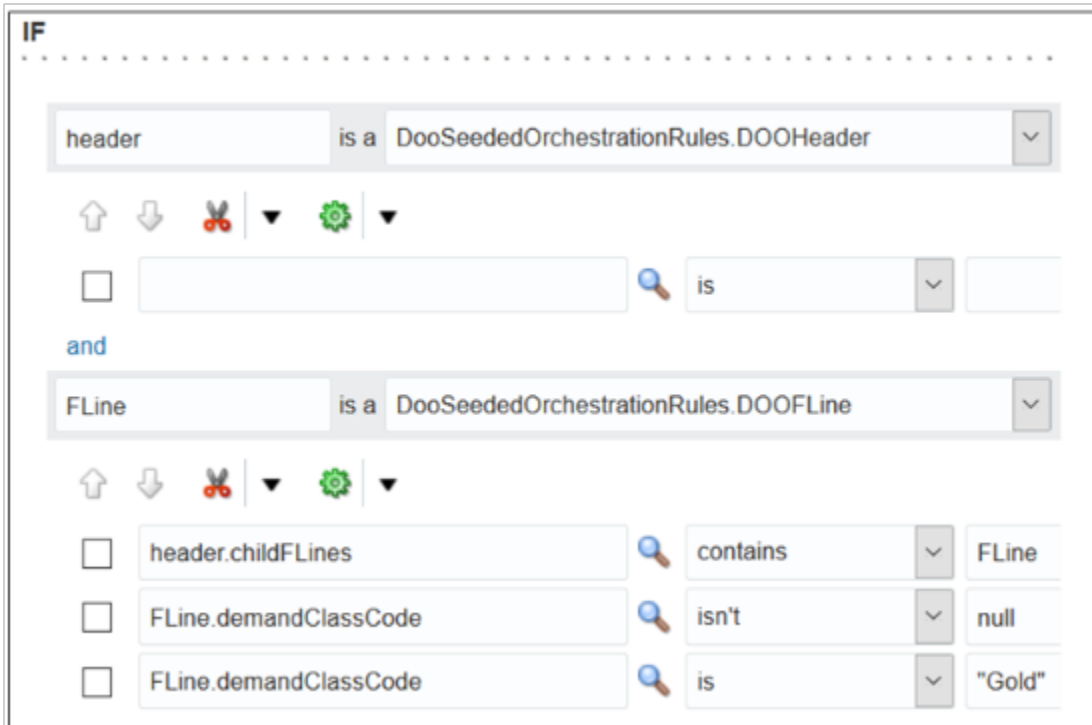 IF
header is a DooSeededOrchestrationRules.DOOHeader
is
and
FLine is a DooSeededOrchestrationRules.DOOFLine
header.childFLines contains FLine
FLine.demandClassCode isn't null
FLine.demandClassCode is "Gold"